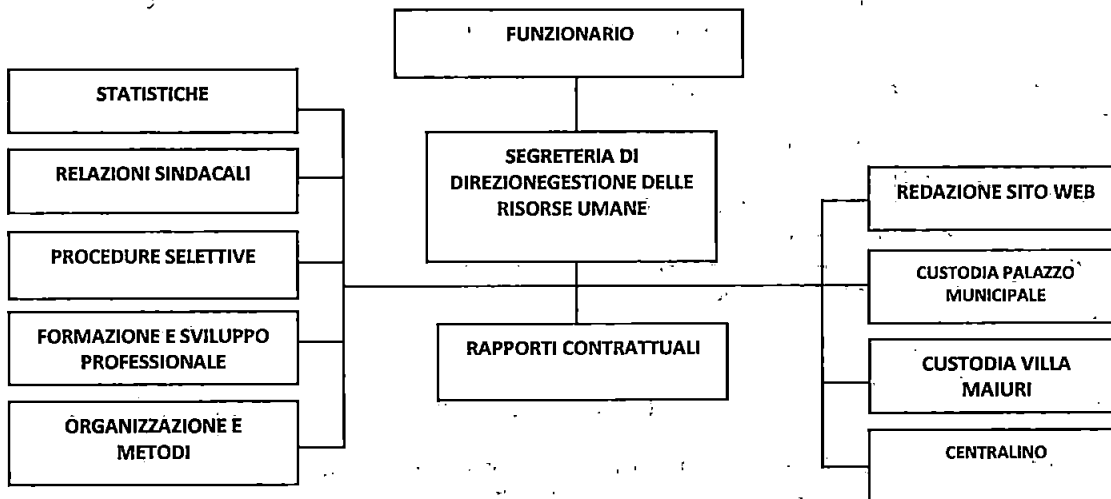 FUNZIONARIO
STATISTICHE
RELAZIONI SINDACALI
PROCEDURE SELETTIVE
FORMAZIONE E SVILUPPO
PROFESSIONALE
ORGANIZZAZIONE E
METODI
SEGRETERIA DI
DIREZIONEGESTIONE DELLE
RISORSE UMANE
RAPPORTI CONTRATTUALI
REDAZIONE SITO WEB
CUSTODIA PALAZZO
MUNICIPALE
CUSTODIA VILLA
MAIURI
CENTRALINO